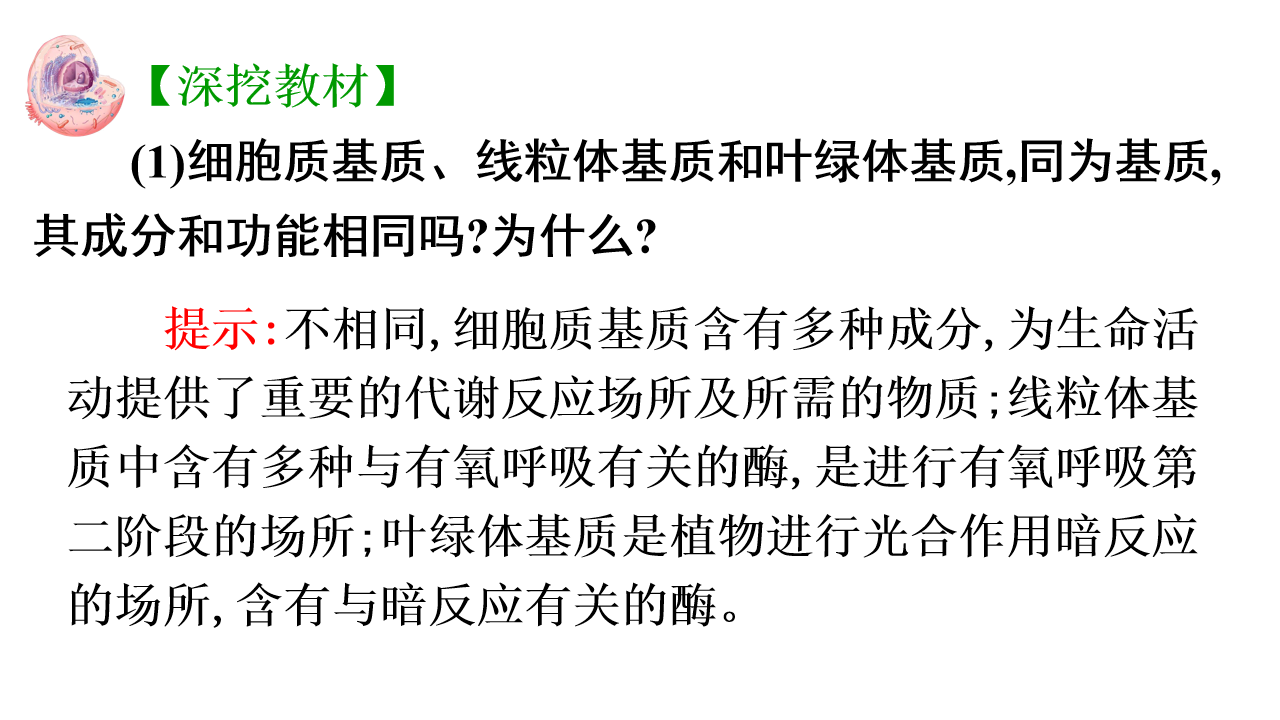 【深挖教材】
(1)细胞质基质、线粒体基质和叶绿体基质,同为基质,
其成分和功能相同吗?为什么?
提示:不相同,细胞质基质含有多种成分,为生命活
动提供了重要的代谢反应场所及所需的物质;线粒体基
质中含有多种与有氧呼吸有关的酶,是进行有氧呼吸第
二阶段的场所;叶绿体基质是植物进行光合作用暗反应
的场所,含有与暗反应有关的酶。